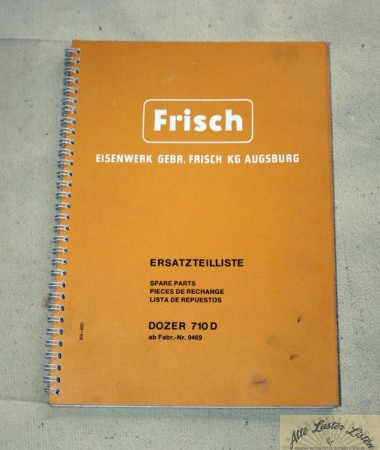 Frisch
EISENWERK GEBR. FRISCH KG AUGSBURG
ERSATZTEILLISTE
SPARE PARTS
PIECES DE RECHANGE
LISTA DE REPUESTOS
DOZER 710 D
ab Fabr.-Nr. 9469
Alte Laster Listen